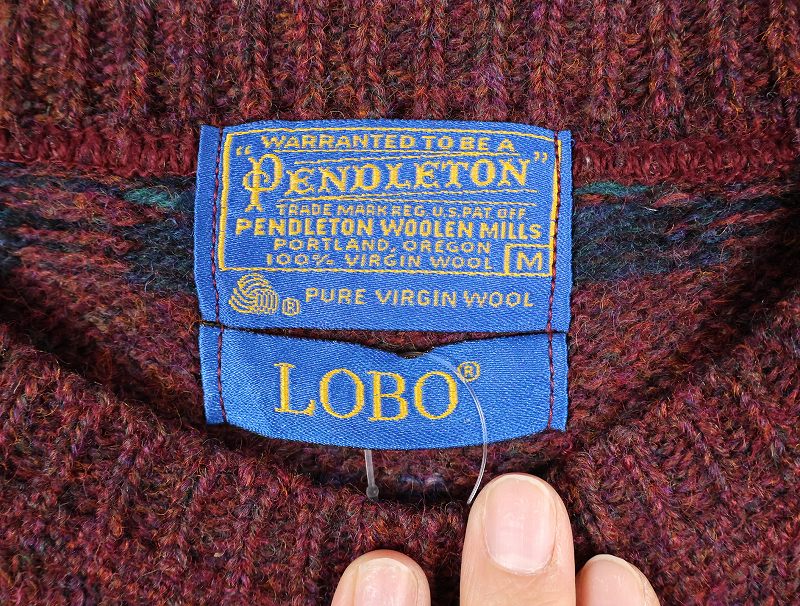 WARRANTED TO BE A
"PENDLETON"
TRADE MARK REG. U.S. PAT. OFF.
PENDLETON WOOLEN MILLS
PORTLAND, OREGON
100% VIRGIN WOOL M
® PURE VIRGIN WOOL
LOBO®